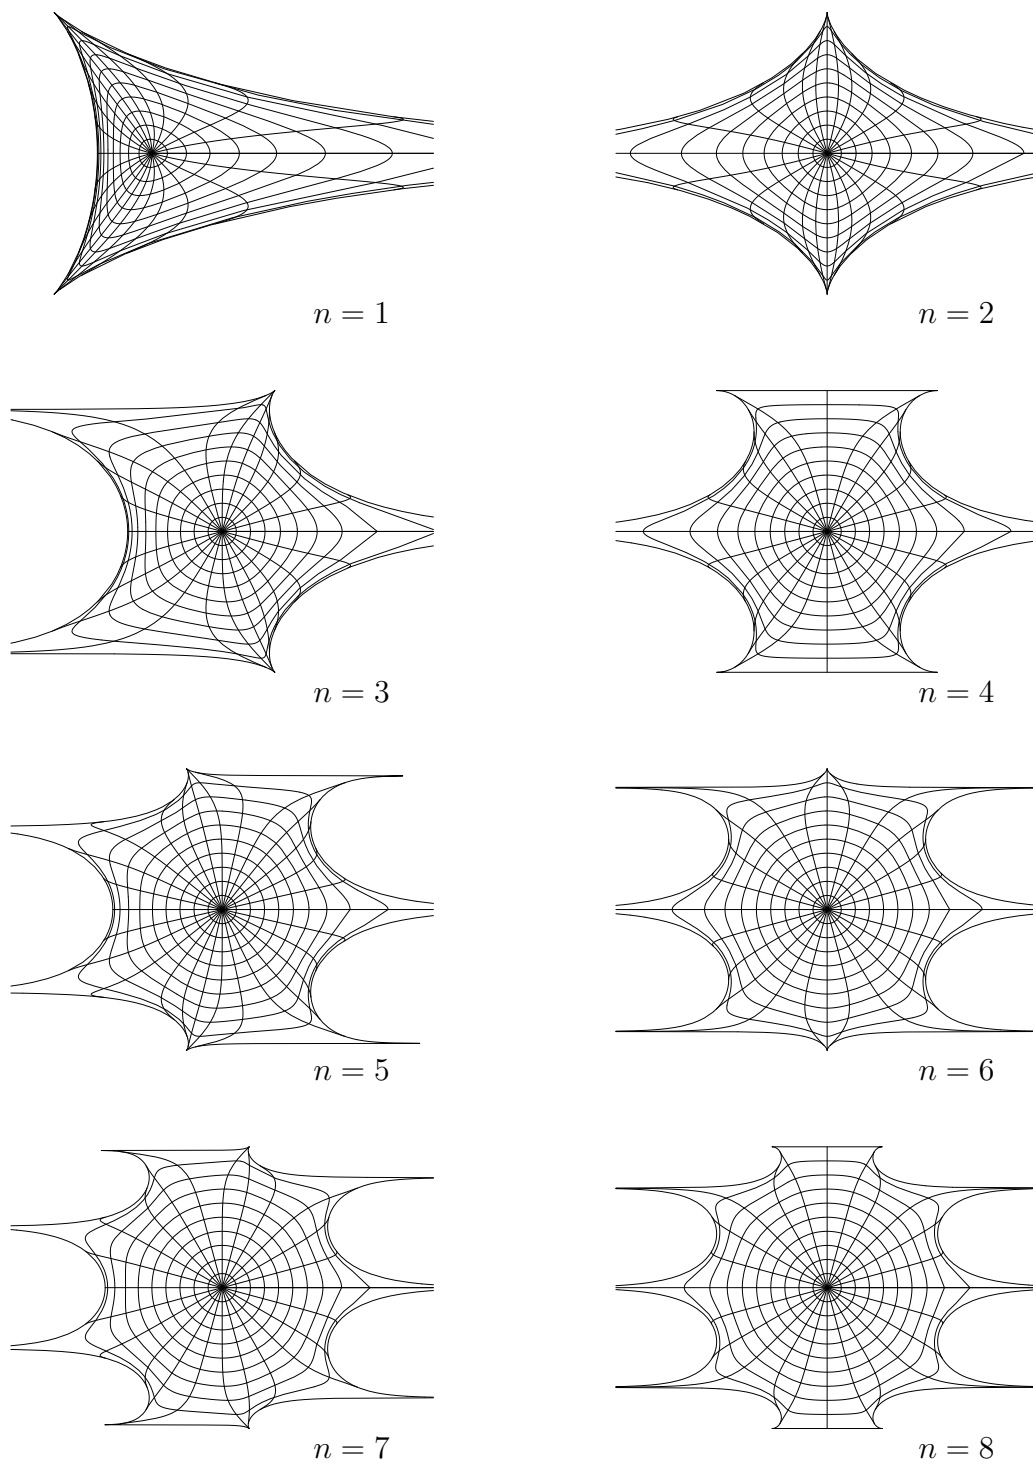 n = 1
n = 2
n = 3
n = 4
n = 5
n = 6
n = 7
n = 8